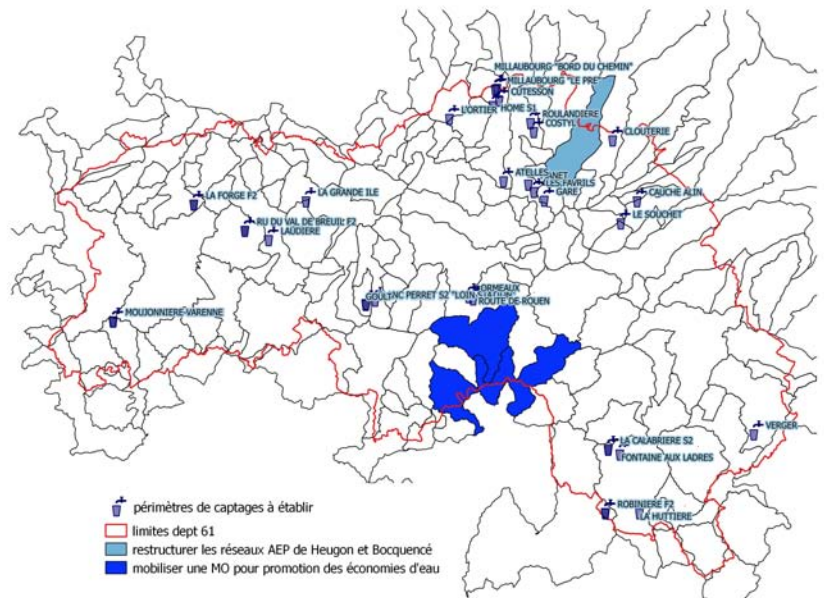 MILLAUBOURG "BORD DU CHEMIN"
MILLAUBOURG "LE PRE"
CUTESSON
L'ORTIER
HOME S1
ROULANDIERE
COSTYL
CLOUTERIE
ATELLES
LES FAVRILS
GARE
CAUCHE ALIN
LE SOUCHET
LA FORGE F2
LA GRANDE ILE
RU DU VAL DE BREUIL F2
LAUDIERE
MOUJONNIERE-VARENNE
PERRET S2
ORMEAUX
ROUTE DE ROUEN
VERGER
LA CALABRIERE S2
FONTAINE AUX LADRES
ROBINIERE F2
LA HUTTIERE
périmètres de captages à établir
limites dept 61
restructurer les réseaux AEP de Heugon et Bocquencé
mobiliser une MO pour promotion des économies d'eau